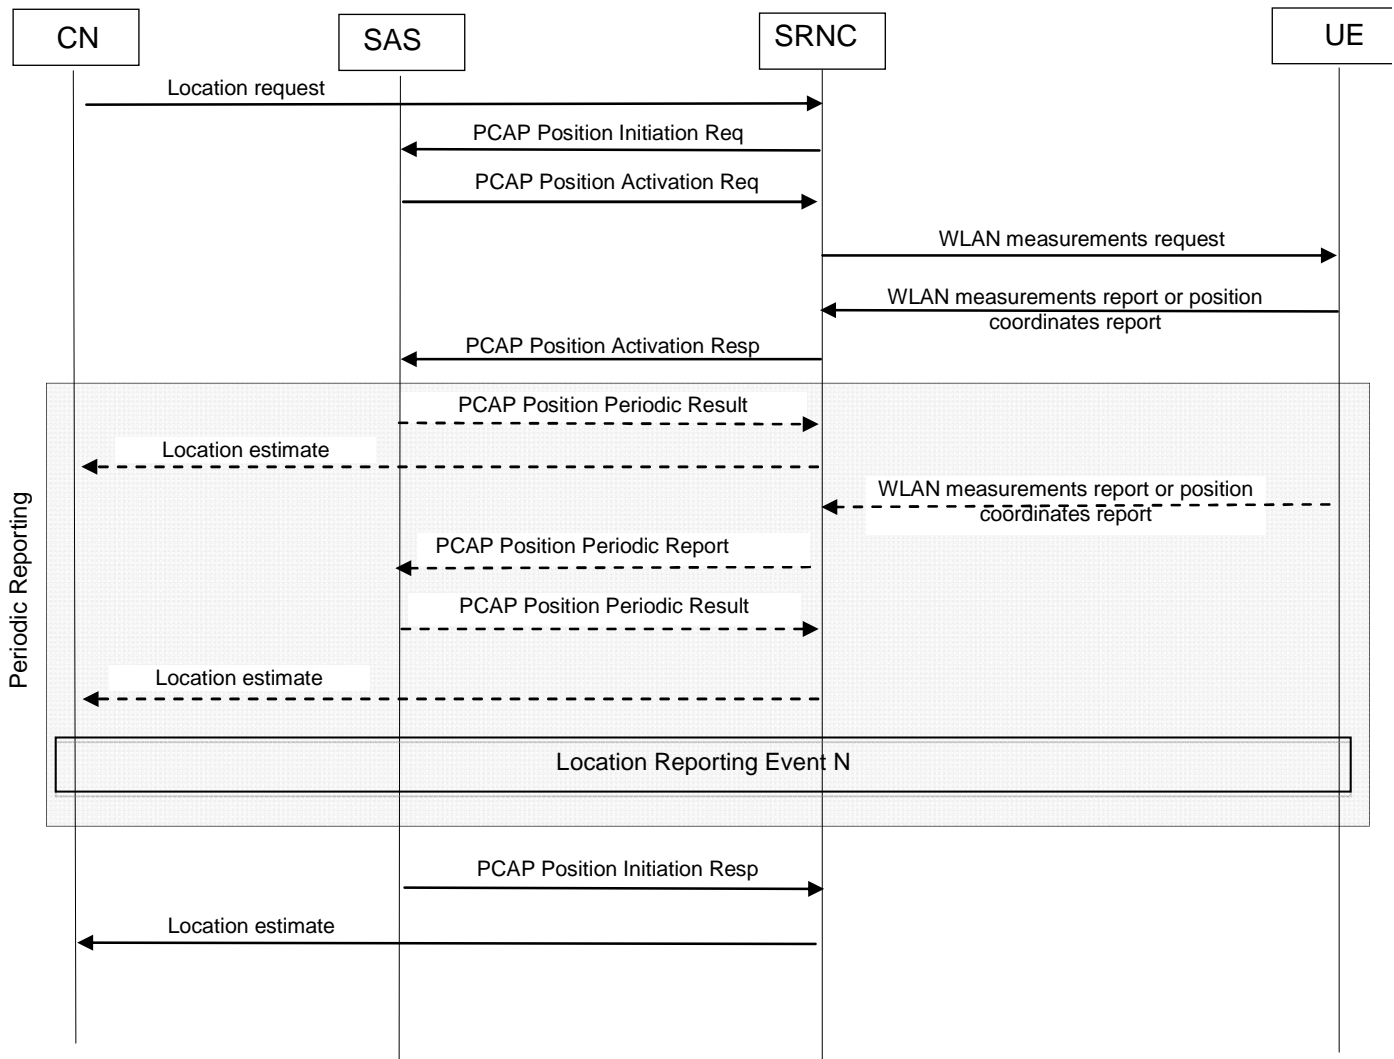 CN
SAS
SRNC
UE
Location request
PCAP Position Initiation Req
PCAP Position Activation Req
WLAN measurements request
WLAN measurements report or position
coordinates report
PCAP Position Activation Resp
Periodic Reporting
PCAP Position Periodic Result
Location estimate
WLAN measurements report or position
coordinates report
PCAP Position Periodic Report
PCAP Position Periodic Result
Location estimate
Location Reporting Event N
PCAP Position Initiation Resp
Location estimate